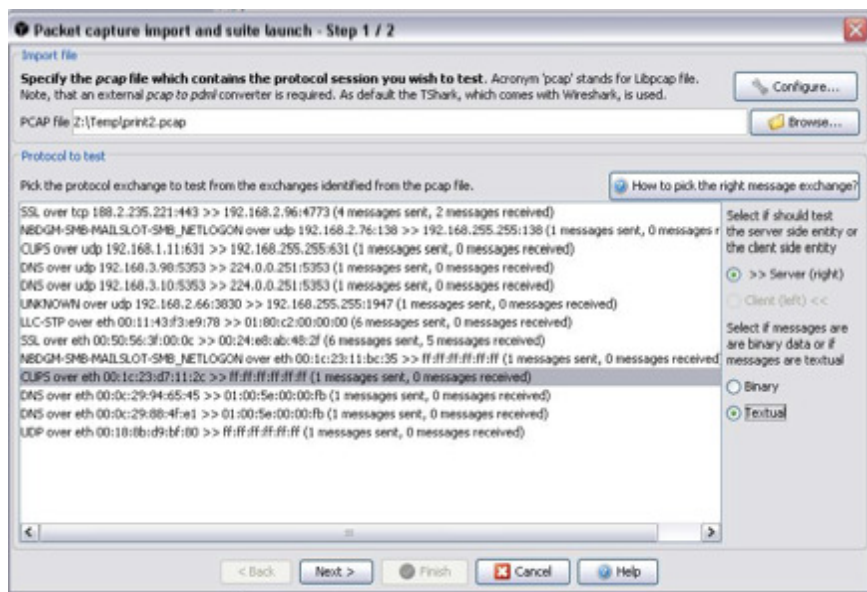 Packet capture import and suite launch - Step 1 / 2
Import file
Specify the pcap file which contains the protocol session you wish to test. Acronym 'pcap' stands for Libpcap file.
Note, that an external pcap to pdml converter is required. As default the TShark, which comes with Wireshark, is used.
Configure...
PCAP file Z:\Temp\print2.pcap
Browse...
Protocol to test
Pick the protocol exchange to test from the exchanges identified from the pcap file.
How to pick the right message exchange?
SSL over tcp 188.2.235.221:443 >> 192.168.2.96:4773 (4 messages sent, 2 messages received)
NBDGM-SMB-MAILSLOT-SMB_NETLOGON over udp 192.168.2.76:138 >> 192.168.255.255:138 (1 messages sent, 0 messages r
CUPS over udp 192.168.1.11:631 >> 192.168.255.255:631 (1 messages sent, 0 messages received)
DNS over udp 192.168.3.98:5353 >> 224.0.0.251:5353 (1 messages sent, 0 messages received)
DNS over udp 192.168.3.10:5353 >> 224.0.0.251:5353 (1 messages sent, 0 messages received)
UNKNOWN over udp 192.168.2.66:3830 >> 192.168.255.255:1947 (1 messages sent, 0 messages received)
LLC-STP over eth 00:11:43:f3:e9:78 >> 01:80:c2:00:00:00 (6 messages sent, 0 messages received)
SSL over eth 00:50:56:3f:00:0c >> 00:24:e8:ab:48:2f (6 messages sent, 5 messages received)
NBDGM-SMB-MAILSLOT-SMB_NETLOGON over eth 00:1c:23:11:bc:35 >> ff:ff:ff:ff:ff:ff (1 messages sent, 0 messages received
CUPS over eth 00:1c:23:d7:11:2c >> ff:ff:ff:ff:ff:ff (1 messages sent, 0 messages received)
DNS over eth 00:0c:29:94:65:45 >> 01:00:5e:00:00:fb (1 messages sent, 0 messages received)
DNS over eth 00:0c:29:88:4f:e1 >> 01:00:5e:00:00:fb (1 messages sent, 0 messages received)
UDP over eth 00:18:8b:d9:bf:80 >> ff:ff:ff:ff:ff:ff (1 messages sent, 0 messages received)
Select if should test
the server side entity or
the client side entity
>> Server (right)
Client (left) <<
Select if messages are
are binary data or if
messages are textual
Binary
Textual
< Back
Next >
Finish
Cancel
Help